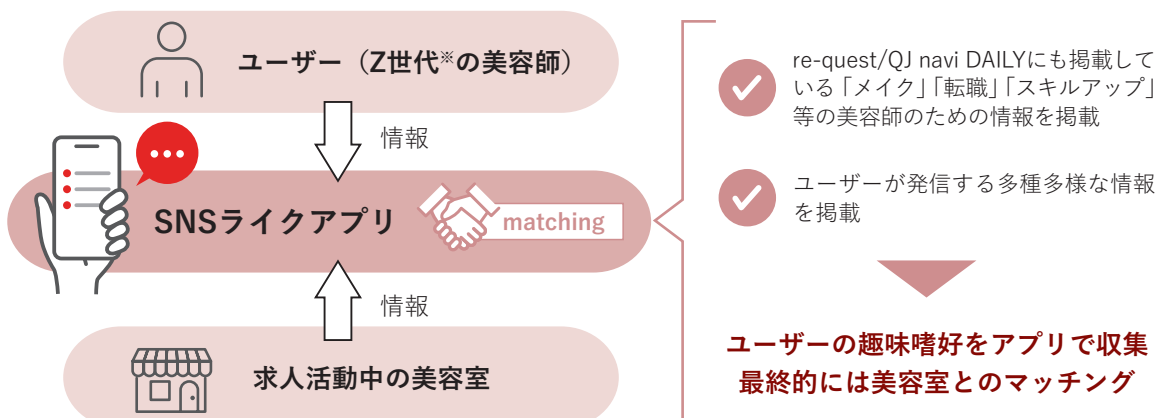 ユーザー（Z世代※の美容師）
情報
SNSライクアプリ
matching
情報
求人活動中の美容室
re-quest/QJ navi DAILYにも掲載して
いる「メイク」「転職」「スキルアップ」
等の美容師のための情報を掲載
ユーザーが発信する多種多様な情報
を掲載
ユーザーの趣味嗜好をアプリで収集
最終的には美容室とのマッチング